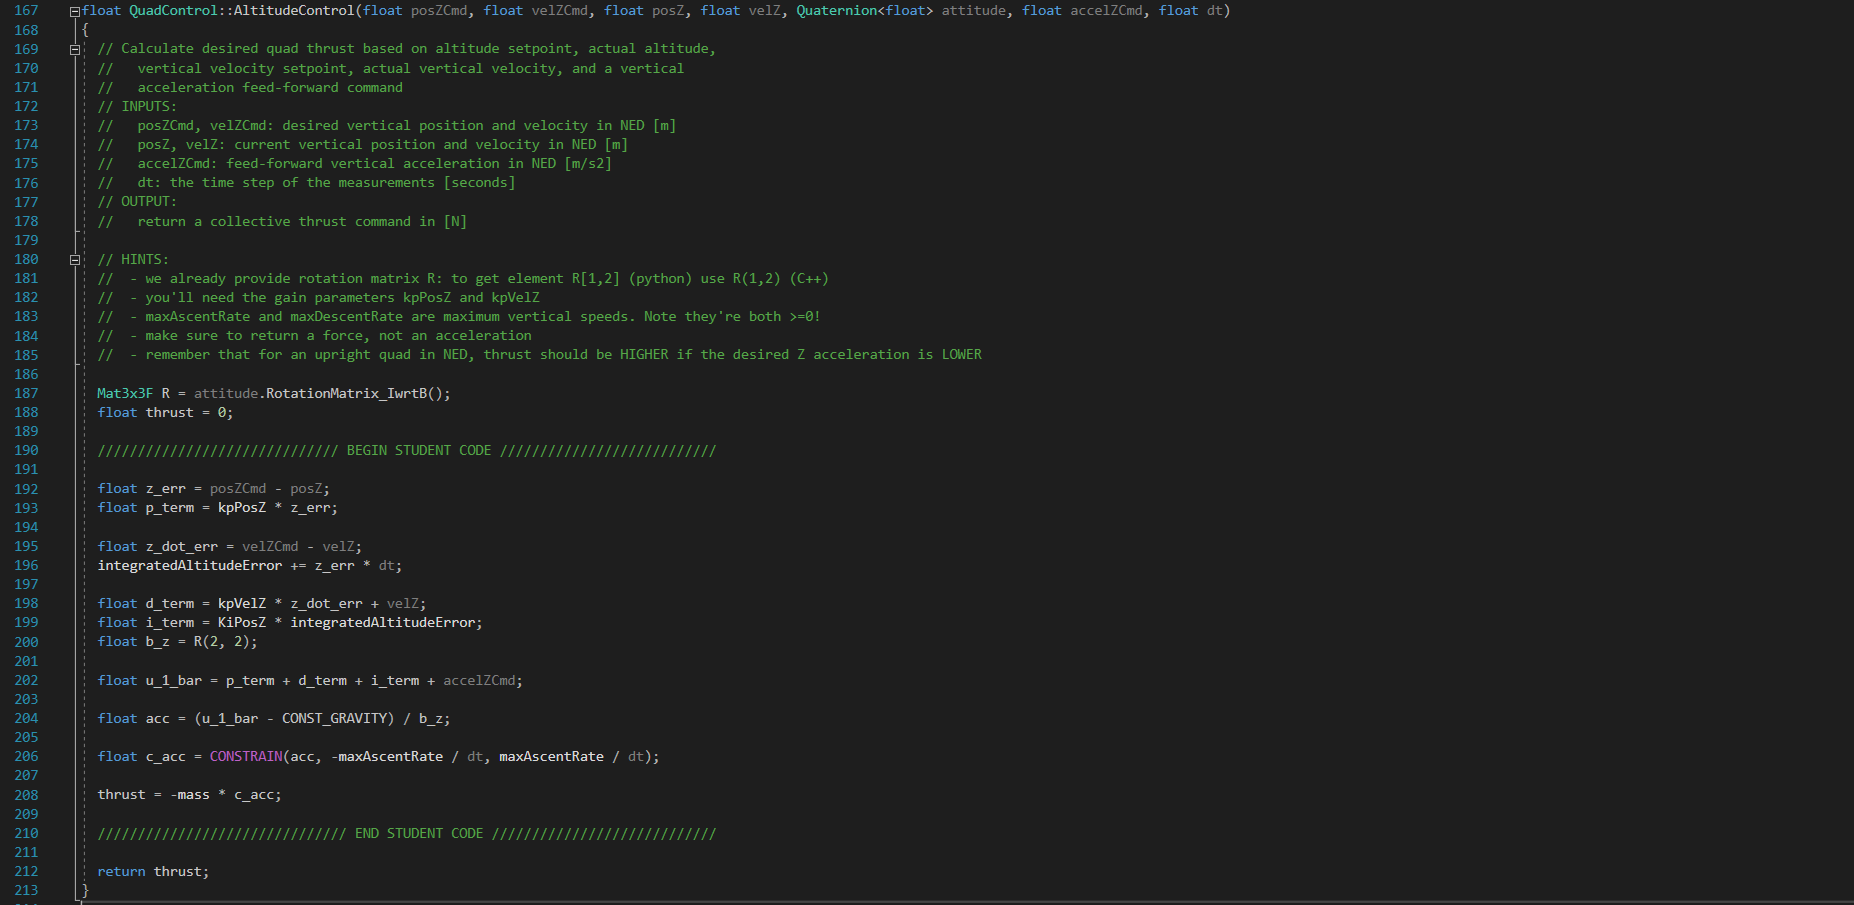 167 float QuadControl::AltitudeControl(float posZCmd, float velZCmd, float posZ, float velZ, Quaternion<float> attitude, float accelZCmd, float dt)
168 {
169 // Calculate desired quad thrust based on altitude setpoint, actual altitude,
170 //   vertical velocity setpoint, actual vertical velocity, and a vertical
171 //   acceleration feed-forward command
172 // INPUTS:
173 //   posZCmd, velZCmd: desired vertical position and velocity in NED [m]
174 //   posZ, velZ: current vertical position and velocity in NED [m]
175 //   accelZCmd: feed-forward vertical acceleration in NED [m/s2]
176 //   dt: the time step of the measurements [seconds]
177 // OUTPUT:
178 //   return a collective thrust command in [N]
179
180 // HINTS:
181 //  - we already provide rotation matrix R: to get element R[1,2] (python) use R(1,2) (C++)
182 //  - you'll need the gain parameters kpPosZ and kpVelZ
183 //  - maxAscentRate and maxDescentRate are maximum vertical speeds. Note they're both >=0!
184 //  - make sure to return a force, not an acceleration
185 //  - remember that for an upright quad in NED, thrust should be HIGHER if the desired Z acceleration is LOWER
186
187 Mat3x3F R = attitude.RotationMatrix_IwrtB();
188 float thrust = 0;
189
190 ////////////////////////////// BEGIN STUDENT CODE ///////////////////////////
191
192 float z_err = posZCmd - posZ;
193 float p_term = kpPosZ * z_err;
194
195 float z_dot_err = velZCmd - velZ;
196 integratedAltitudeError += z_err * dt;
197
198 float d_term = kpVelZ * z_dot_err + velZ;
199 float i_term = KiPosZ * integratedAltitudeError;
200 float b_z = R(2, 2);
201
202 float u_1_bar = p_term + d_term + i_term + accelZCmd;
203
204 float acc = (u_1_bar - CONST_GRAVITY) / b_z;
205
206 float c_acc = CONSTRAIN(acc, -maxAscentRate / dt, maxAscentRate / dt);
207
208 thrust = -mass * c_acc;
209
210 /////////////////////////////// END STUDENT CODE ////////////////////////////
211
212 return thrust;
213 }